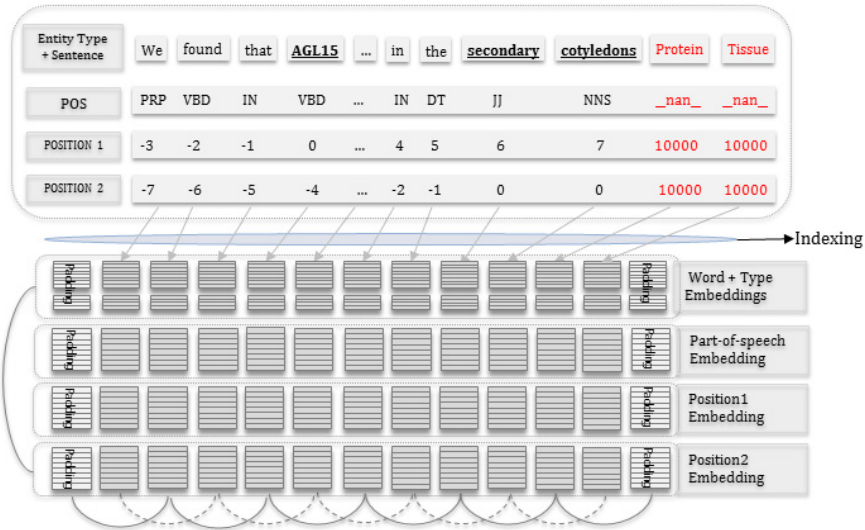 Entity Type
+ Sentence
We found that AGL15 ... in the secondary cotyledons Protein Tissue
POS PRP VBD IN VBD ... IN DT JJ NNS _nan_ _nan_
POSITION 1 -3 -2 -1 0 ... 4 5 6 7 10000 10000
POSITION 2 -7 -6 -5 -4 ... -2 -1 0 0 10000 10000
Indexing
Padding Padding
Word + Type
Embeddings
Padding Padding
Part-of-speech
Embedding
Padding Padding
Position1
Embedding
Padding Padding
Position2
Embedding